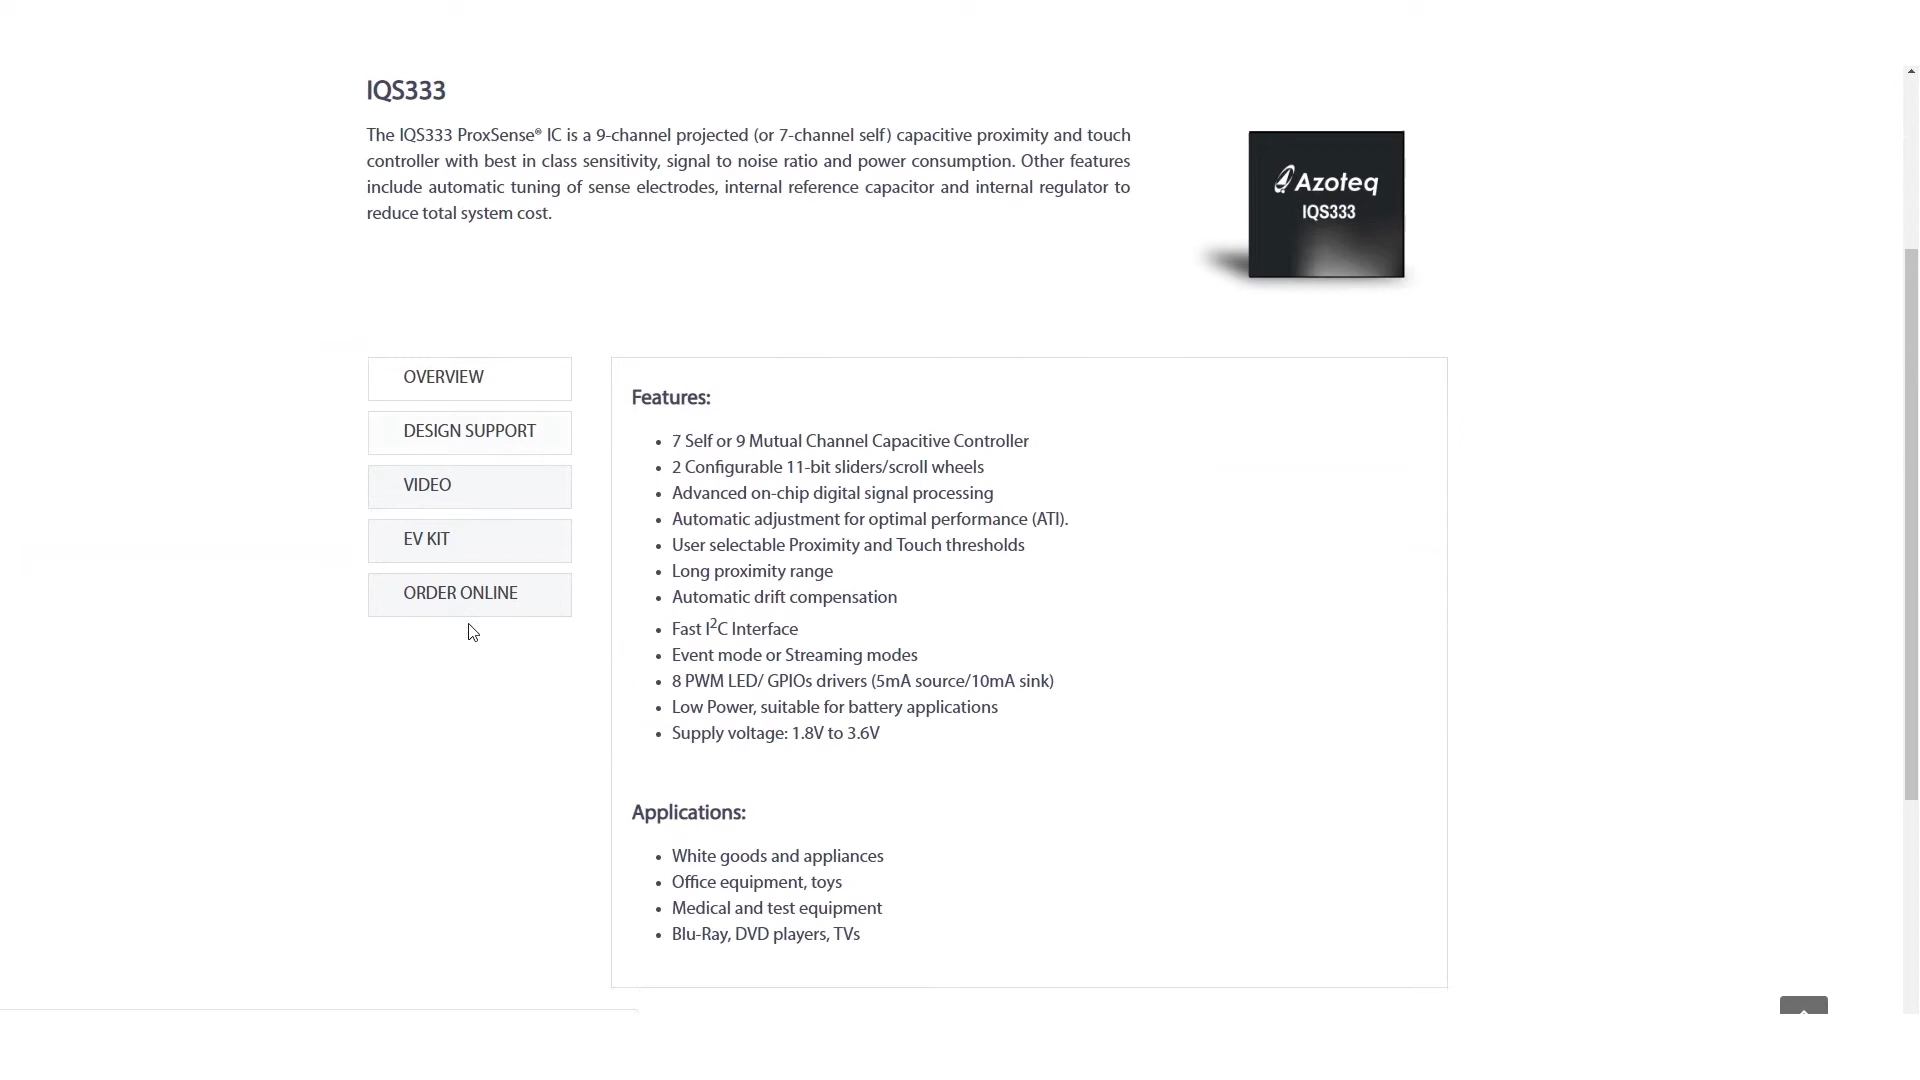 IQS333
The IQS333 ProxSense® IC is a 9-channel projected (or 7-channel self) capacitive proximity and touch
controller with best in class sensitivity, signal to noise ratio and power consumption. Other features
include automatic tuning of sense electrodes, internal reference capacitor and internal regulator to
reduce total system cost.
Azoteq
IQS333
OVERVIEW
DESIGN SUPPORT
VIDEO
EV KIT
ORDER ONLINE
Features:
• 7 Self or 9 Mutual Channel Capacitive Controller
• 2 Configurable 11-bit sliders/scroll wheels
• Advanced on-chip digital signal processing
• Automatic adjustment for optimal performance (ATI).
• User selectable Proximity and Touch thresholds
• Long proximity range
• Automatic drift compensation
• Fast I²C Interface
• Event mode or Streaming modes
• 8 PWM LED/ GPIOs drivers (5mA source/10mA sink)
• Low Power, suitable for battery applications
• Supply voltage: 1.8V to 3.6V
Applications:
• White goods and appliances
• Office equipment, toys
• Medical and test equipment
• Blu-Ray, DVD players, TVs